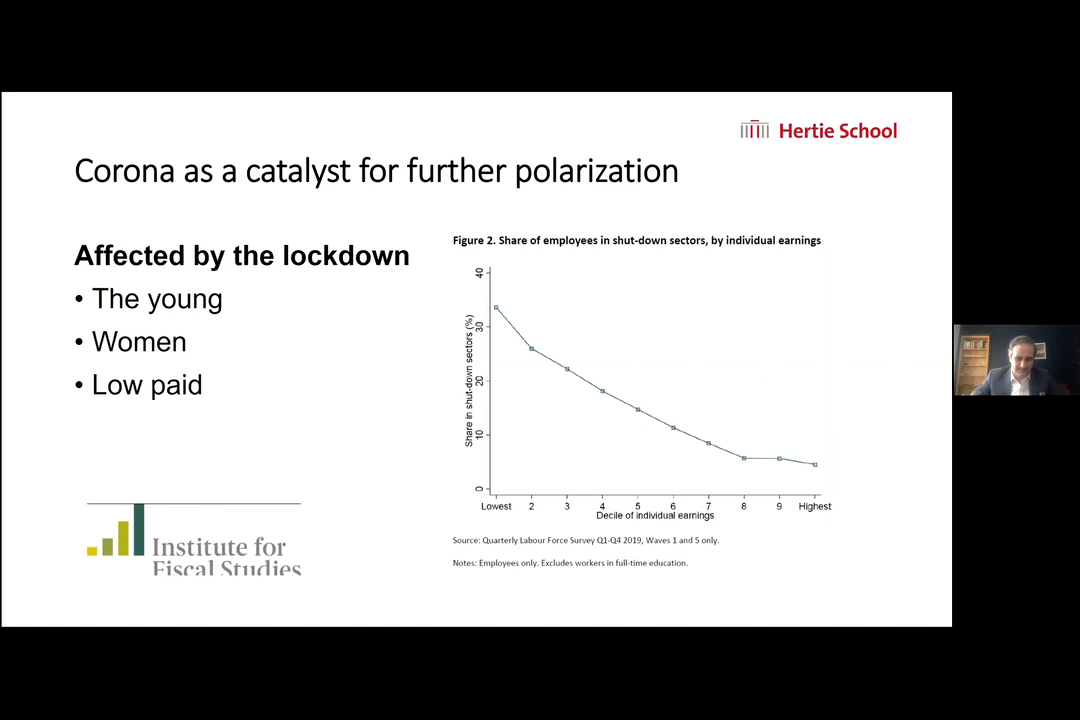 Hertie School
Corona as a catalyst for further polarization
Affected by the lockdown
• The young
• Women
• Low paid
Institute for
Fiscal Studies
Figure 2. Share of employees in shut-down sectors, by individual earnings
Share in shut-down sectors (%)
40
30
20
10
0
Lowest 2 3 4 5 6 7 8 9 Highest
Decile of individual earnings
Source: Quarterly Labour Force Survey Q1-Q4 2019, Waves 1 and 5 only.
Notes: Employees only. Excludes workers in full-time education.